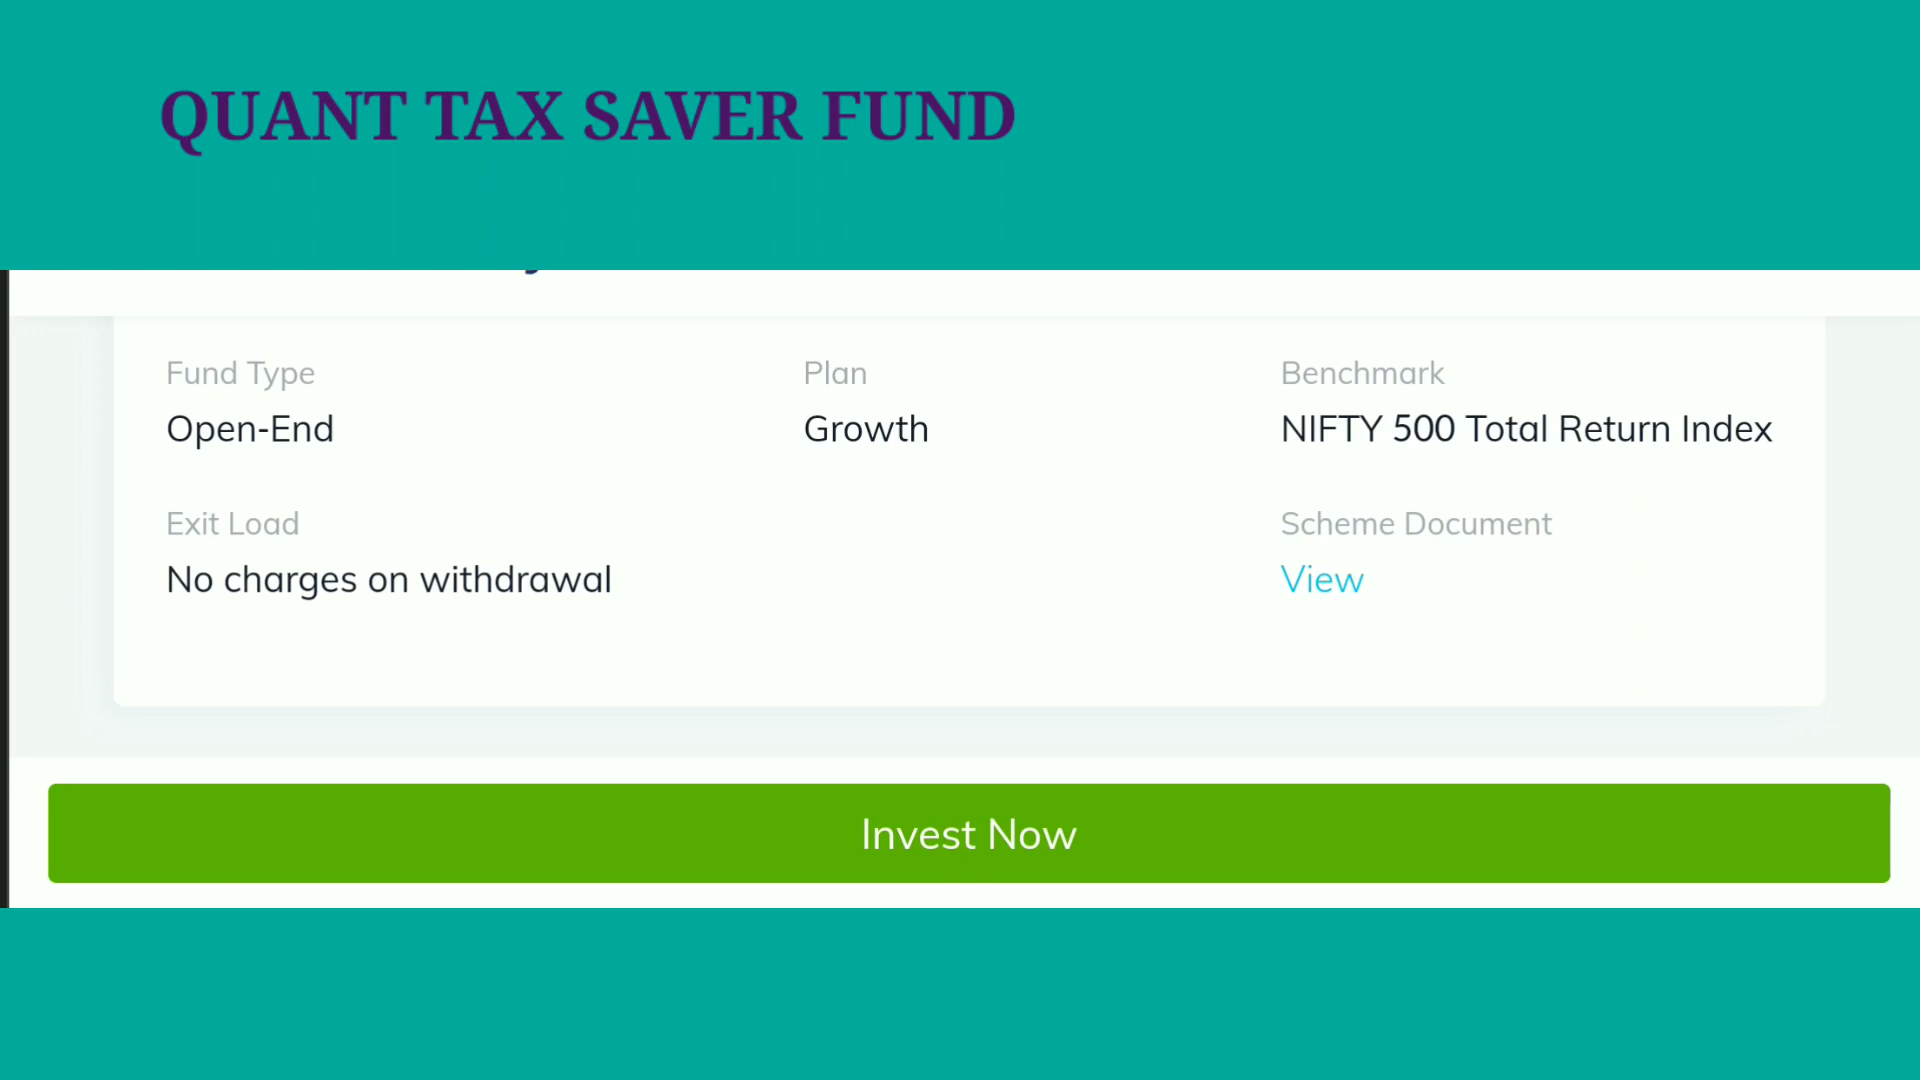 QUANT TAX SAVER FUND
Fund Type
Plan
Benchmark
Open-End
Growth
NIFTY 500 Total Return Index
Exit Load
Scheme Document
No charges on withdrawal
View
Invest Now